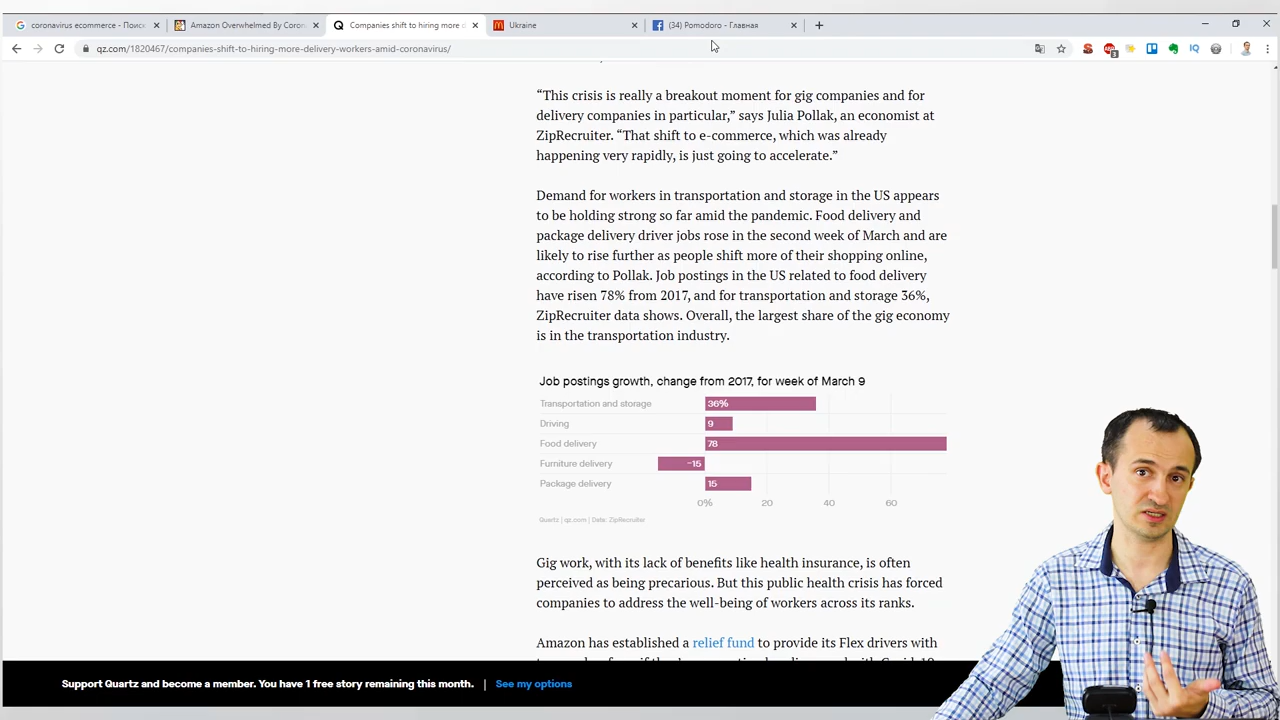 coronavirus ecommerce - Поиск
Amazon Overwhelmed By Coron
Companies shift to hiring more d
Ukraine
(34) Pomodoro - Главная
qz.com/1820467/companies-shift-to-hiring-more-delivery-workers-amid-coronavirus/
“This crisis is really a breakout moment for gig companies and for
delivery companies in particular,” says Julia Pollak, an economist at
ZipRecruiter. “That shift to e-commerce, which was already
happening very rapidly, is just going to accelerate.”
Demand for workers in transportation and storage in the US appears
to be holding strong so far amid the pandemic. Food delivery and
package delivery driver jobs rose in the second week of March and are
likely to rise further as people shift more of their shopping online,
according to Pollak. Job postings in the US related to food delivery
have risen 78% from 2017, and for transportation and storage 36%,
ZipRecruiter data shows. Overall, the largest share of the gig economy
is in the transportation industry.
Job postings growth, change from 2017, for week of March 9
Transportation and storage 36%
Driving 9
Food delivery 78
Furniture delivery -15
Package delivery 15
0% 20 40 60
Quartz | qz.com | Data: ZipRecruiter
Gig work, with its lack of benefits like health insurance, is often
perceived as being precarious. But this public health crisis has forced
companies to address the well-being of workers across its ranks.
Amazon has established a relief fund to provide its Flex drivers with
Support Quartz and become a member. You have 1 free story remaining this month. | See my options